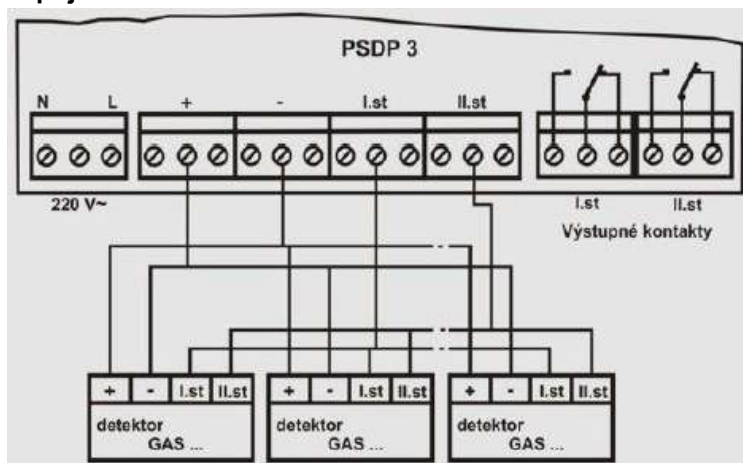 PSDP 3
N L + - I.st II.st
220 V~
I.st II.st
Výstupné kontakty
+ - I.st II.st + - I.st II.st + - I.st II.st
detektor detektor detektor
GAS ... GAS ... GAS ...